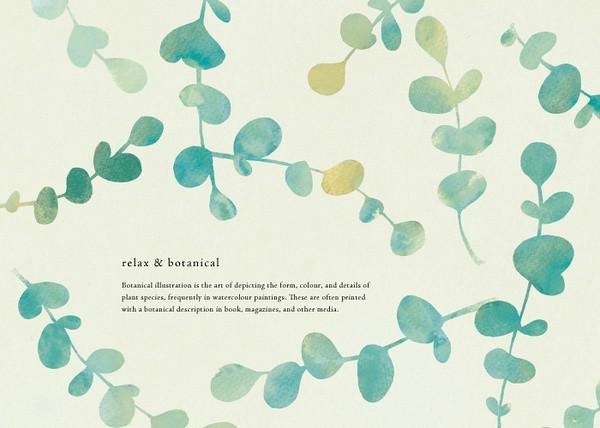 relax & botanical
Botanical illustration is the art of depicting the form, colour, and details of
plant species, frequently in watercolour paintings. These are often printed
with a botanical description in book, magazines, and other media.